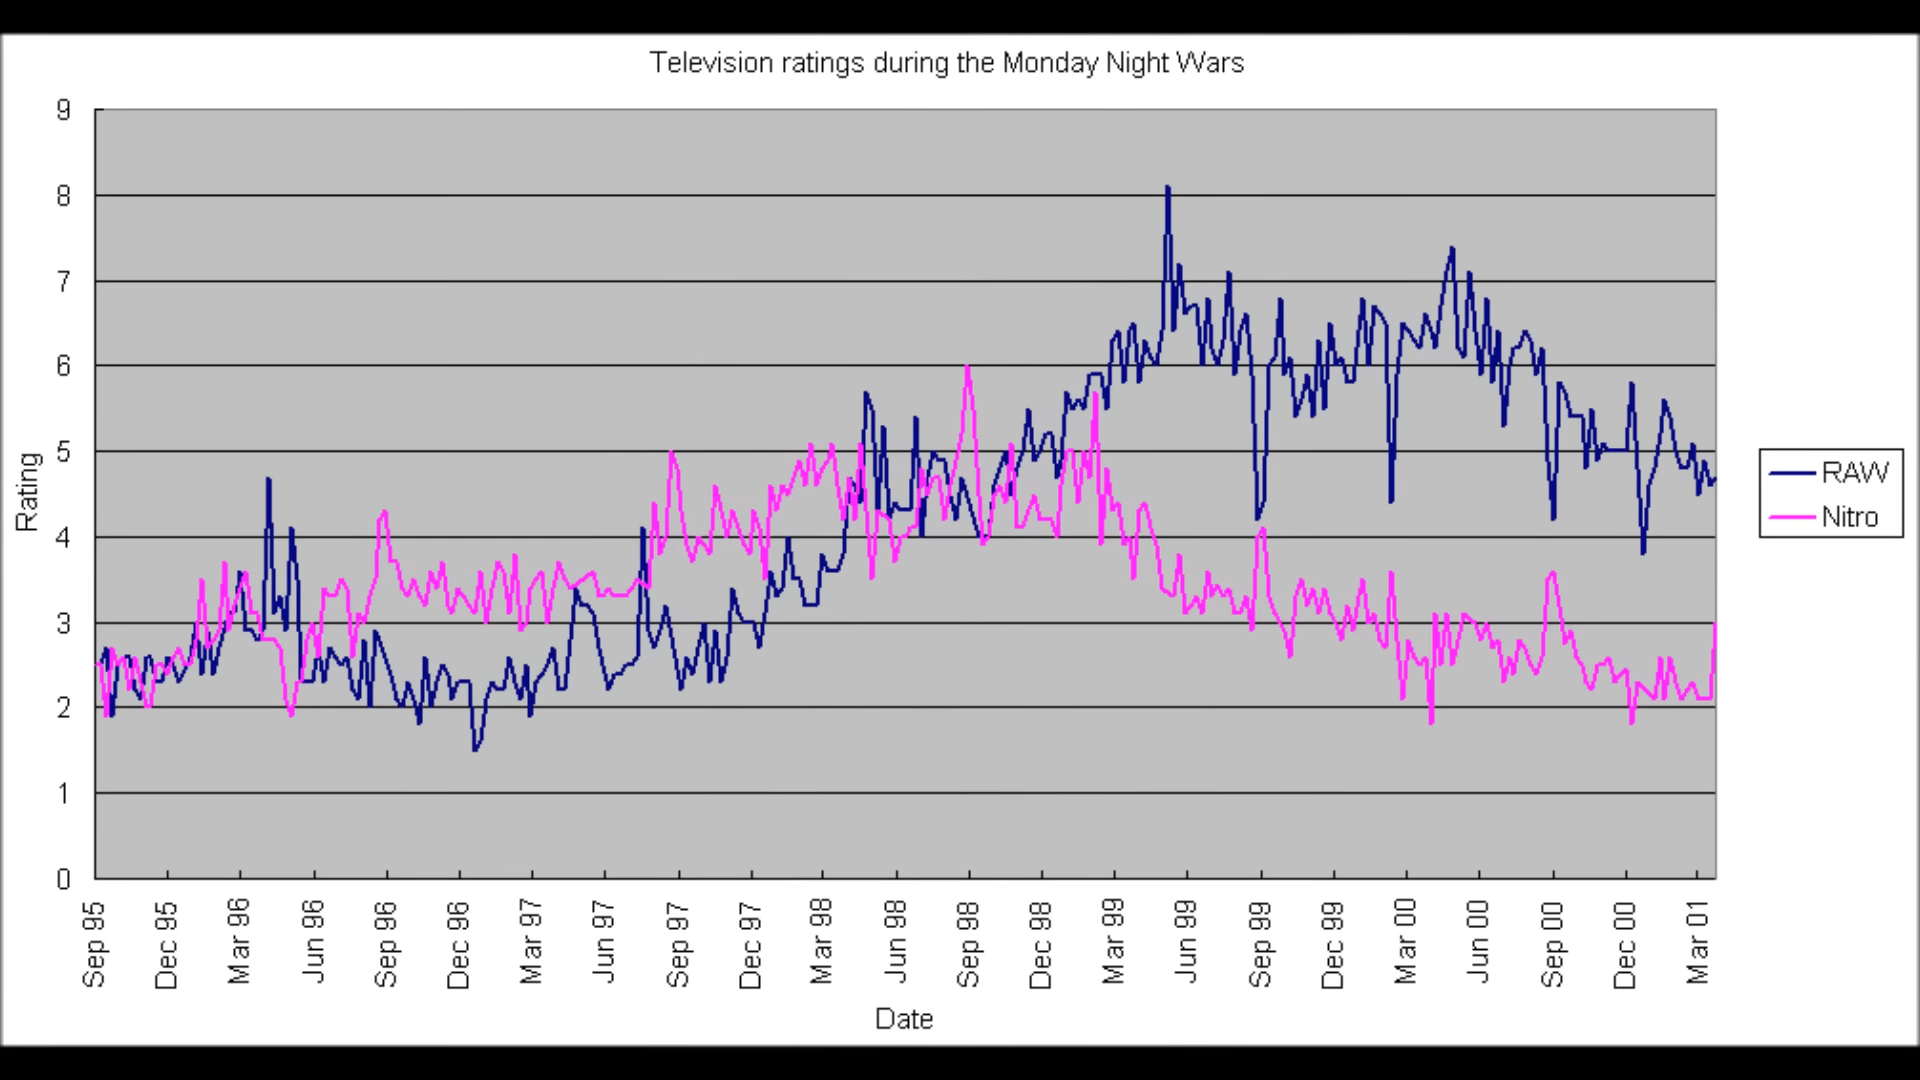 Television ratings during the Monday Night Wars
9
8
7
6
5
4
3
2
1
0
Rating
Sep 95
Dec 95
Mar 96
Jun 96
Sep 96
Dec 96
Mar 97
Jun 97
Sep 97
Dec 97
Mar 98
Jun 98
Sep 98
Dec 98
Mar 99
Jun 99
Sep 99
Dec 99
Mar 00
Jun 00
Sep 00
Dec 00
Mar 01
Date
RAW
Nitro